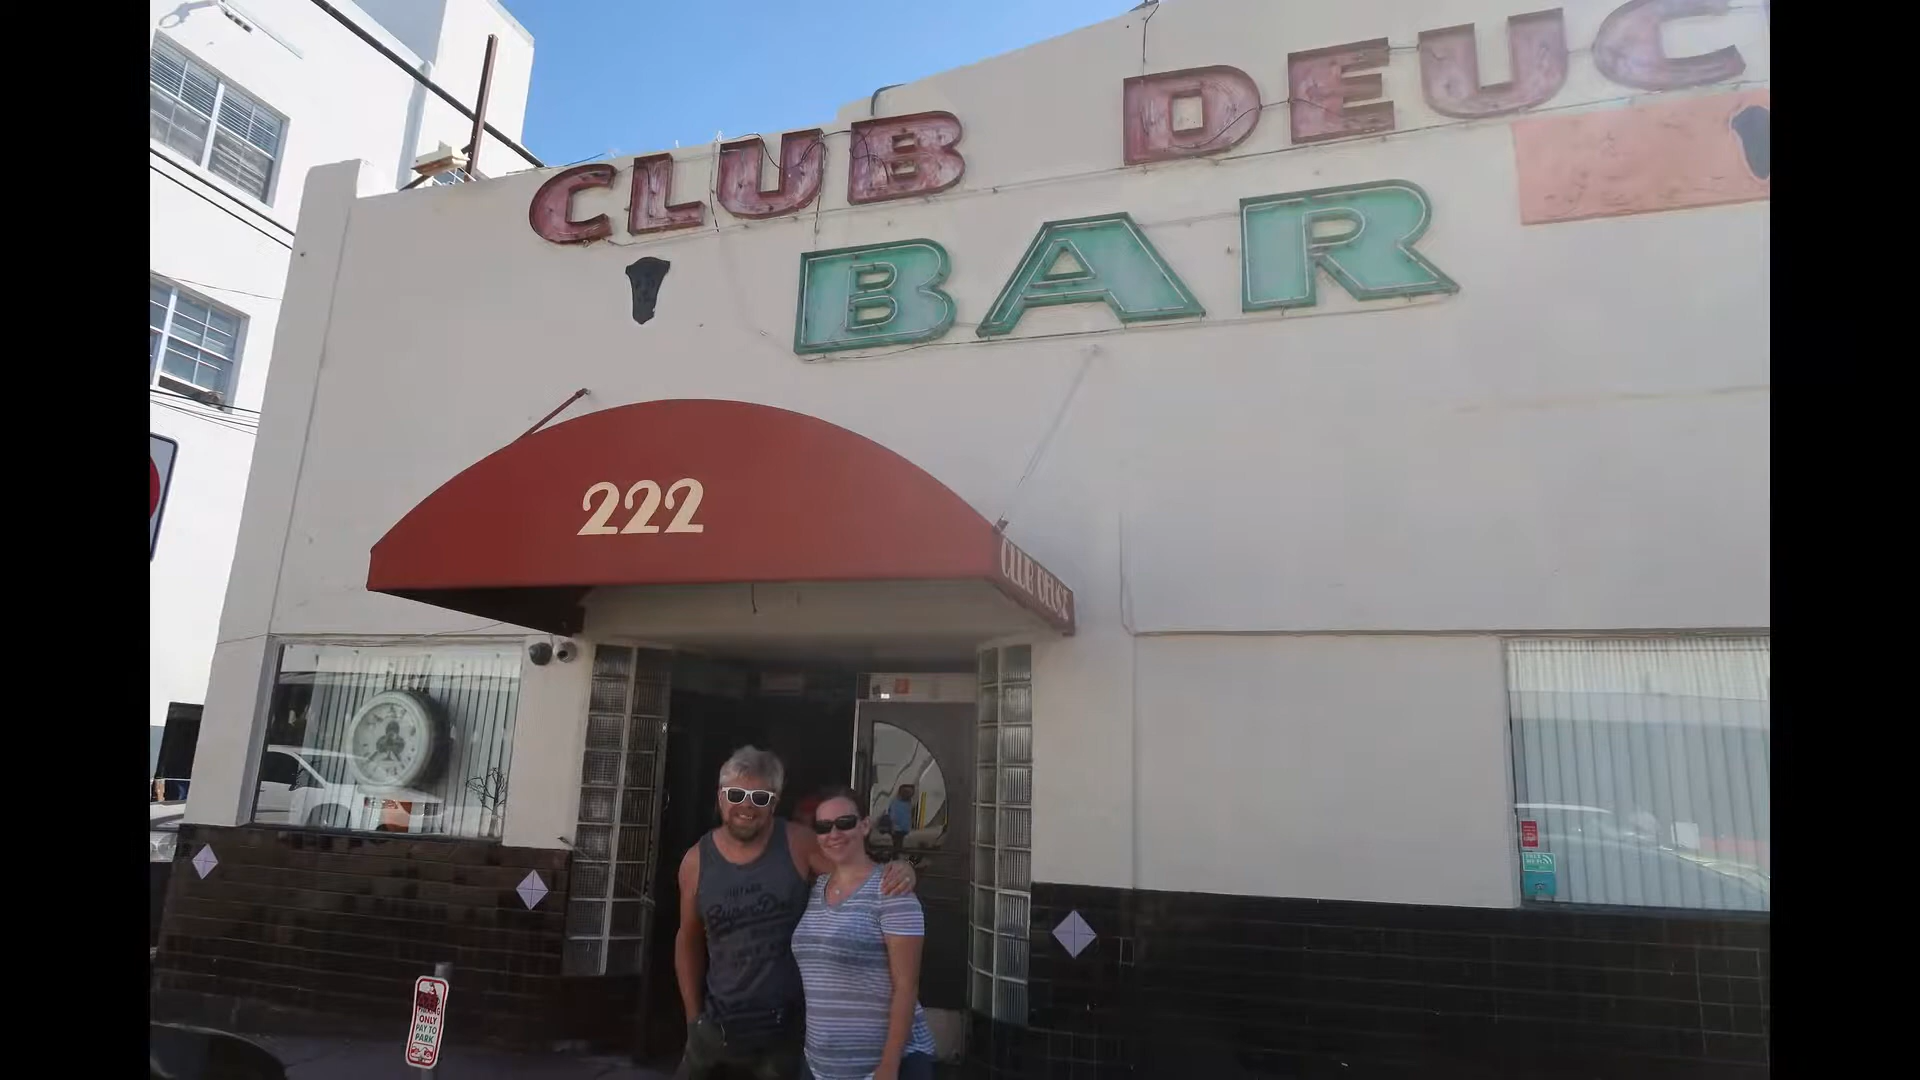 CLUB DEUC
BAR
222
CLUB DEUCE
ONLY
PAY TO
PARK